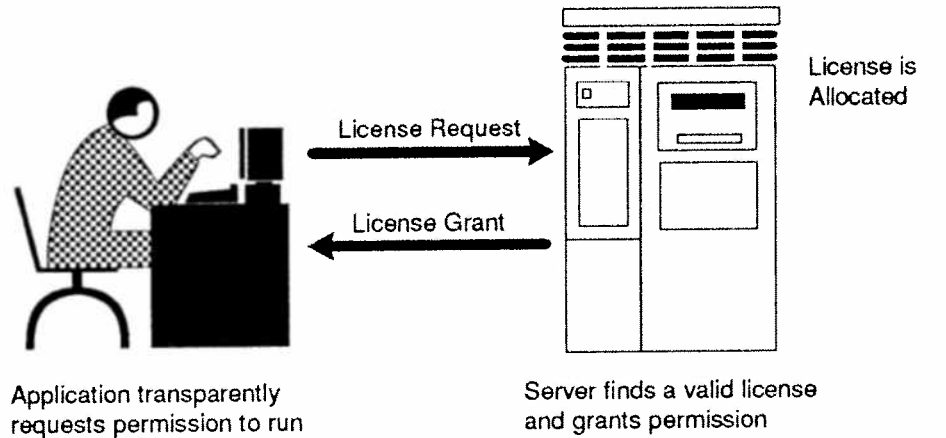 License is
Allocated
License Request
License Grant
Application transparently
requests permission to run
Server finds a valid license
and grants permission